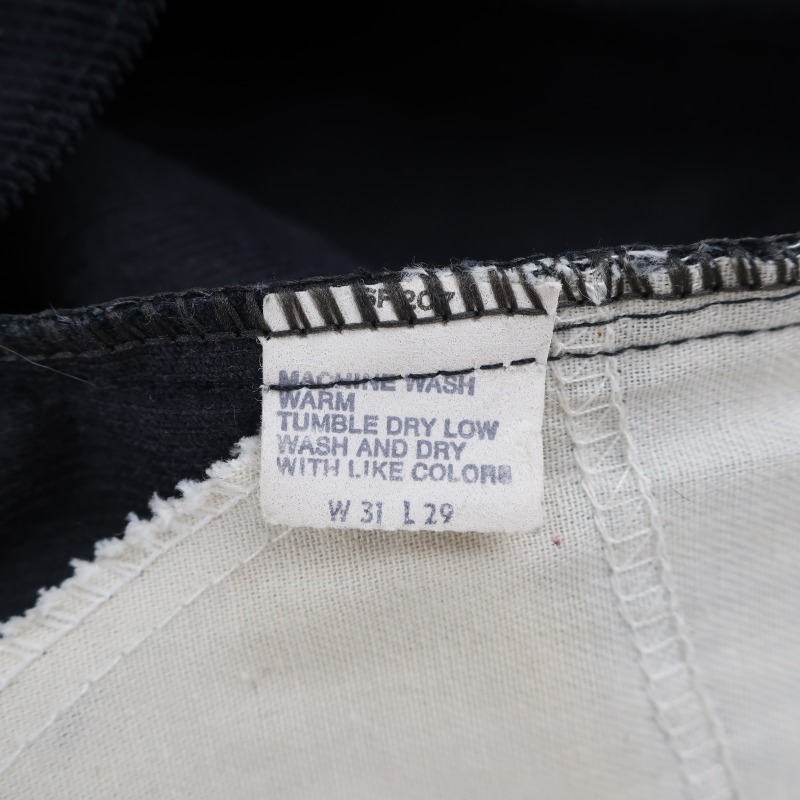 MACHINE WASH
WARM
TUMBLE DRY LOW
WASH AND DRY
WITH LIKE COLORS
W 31 L 29